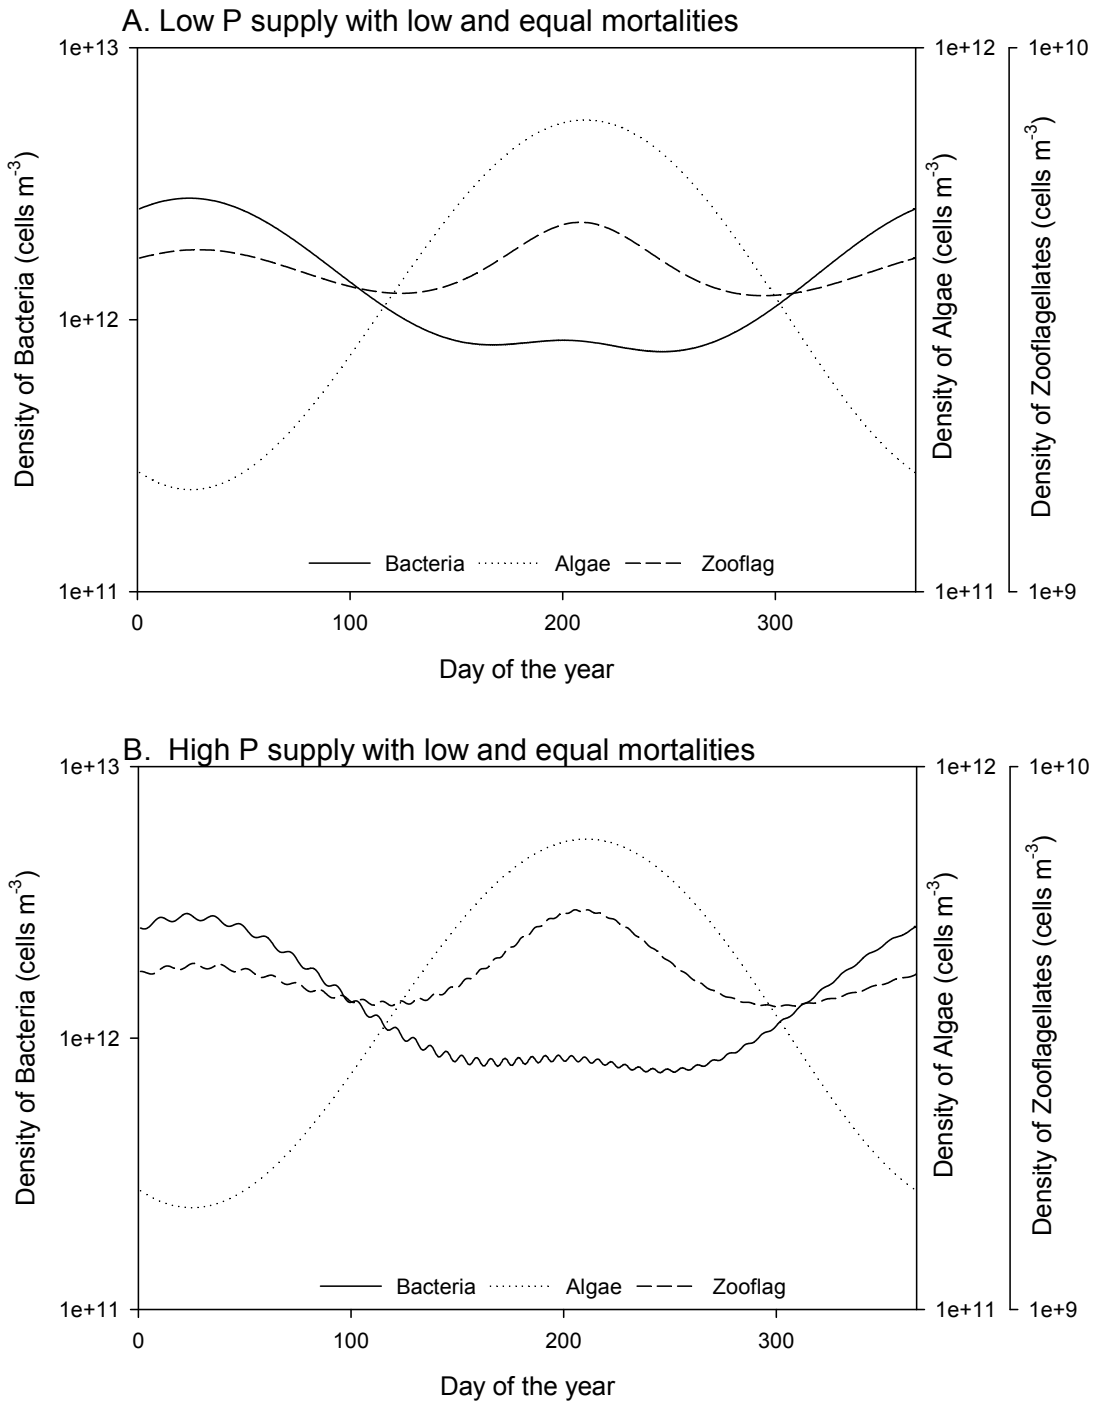 A. Low P supply with low and equal mortalities
1e+13
1e+12
1e+10
Density of Bacteria (cells m-3)
Density of Algae (cells m-3)
Density of Zooflagellates (cells m-3)
1e+12
Bacteria Algae Zooflag
1e+11
1e+11
1e+9
0 100 200 300
Day of the year
B. High P supply with low and equal mortalities
1e+13
1e+12
1e+10
Density of Bacteria (cells m-3)
Density of Algae (cells m-3)
Density of Zooflagellates (cells m-3)
1e+12
Bacteria Algae Zooflag
1e+11
1e+11
1e+9
0 100 200 300
Day of the year